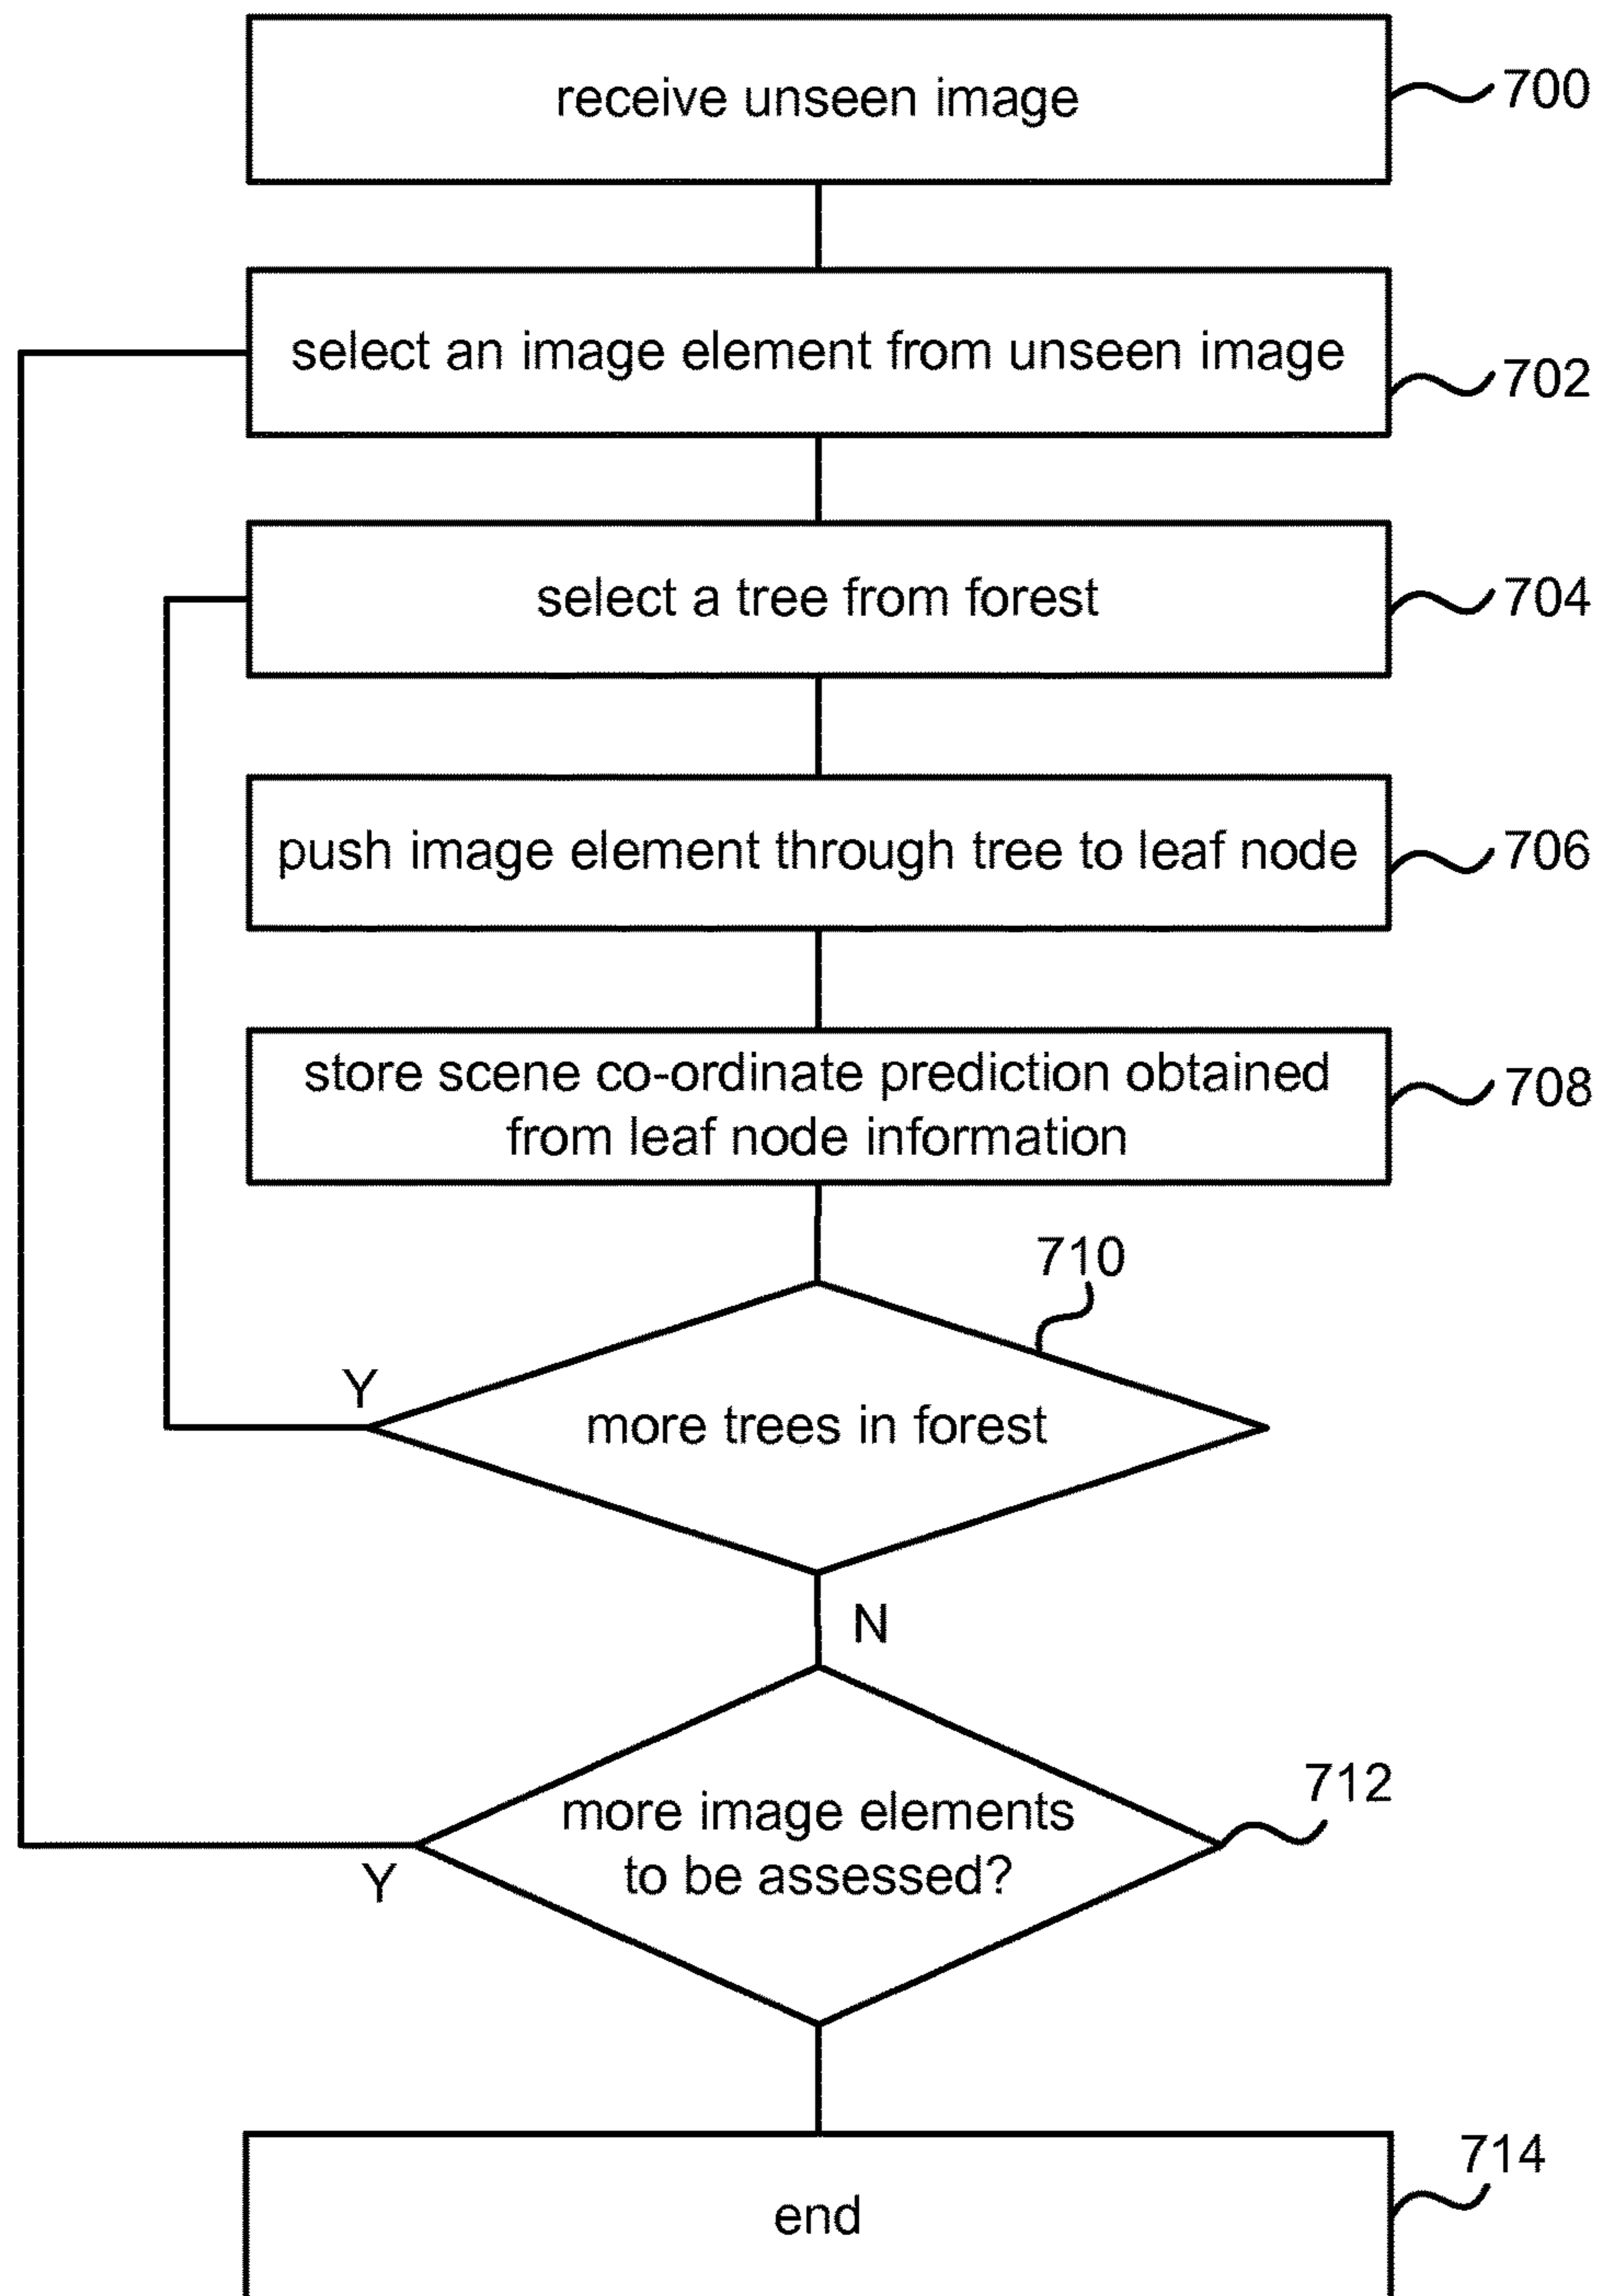 receive unseen image
700
select an image element from unseen image
702
select a tree from forest
704
push image element through tree to leaf node
706
store scene co-ordinate prediction obtained
from leaf node information
708
710
Y
more trees in forest
N
712
more image elements
to be assessed?
Y
714
end